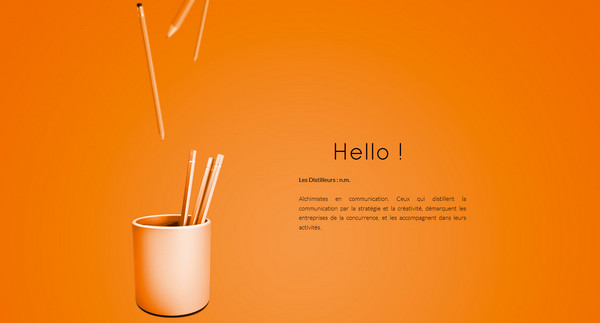 Hello !
Les Distilleurs : n.m.
Alchimistes en communication. Ceux qui distillent la
communication par la stratégie et la créativité, démarquent les
entreprises de la concurrence, et les accompagnent dans leurs
activités.